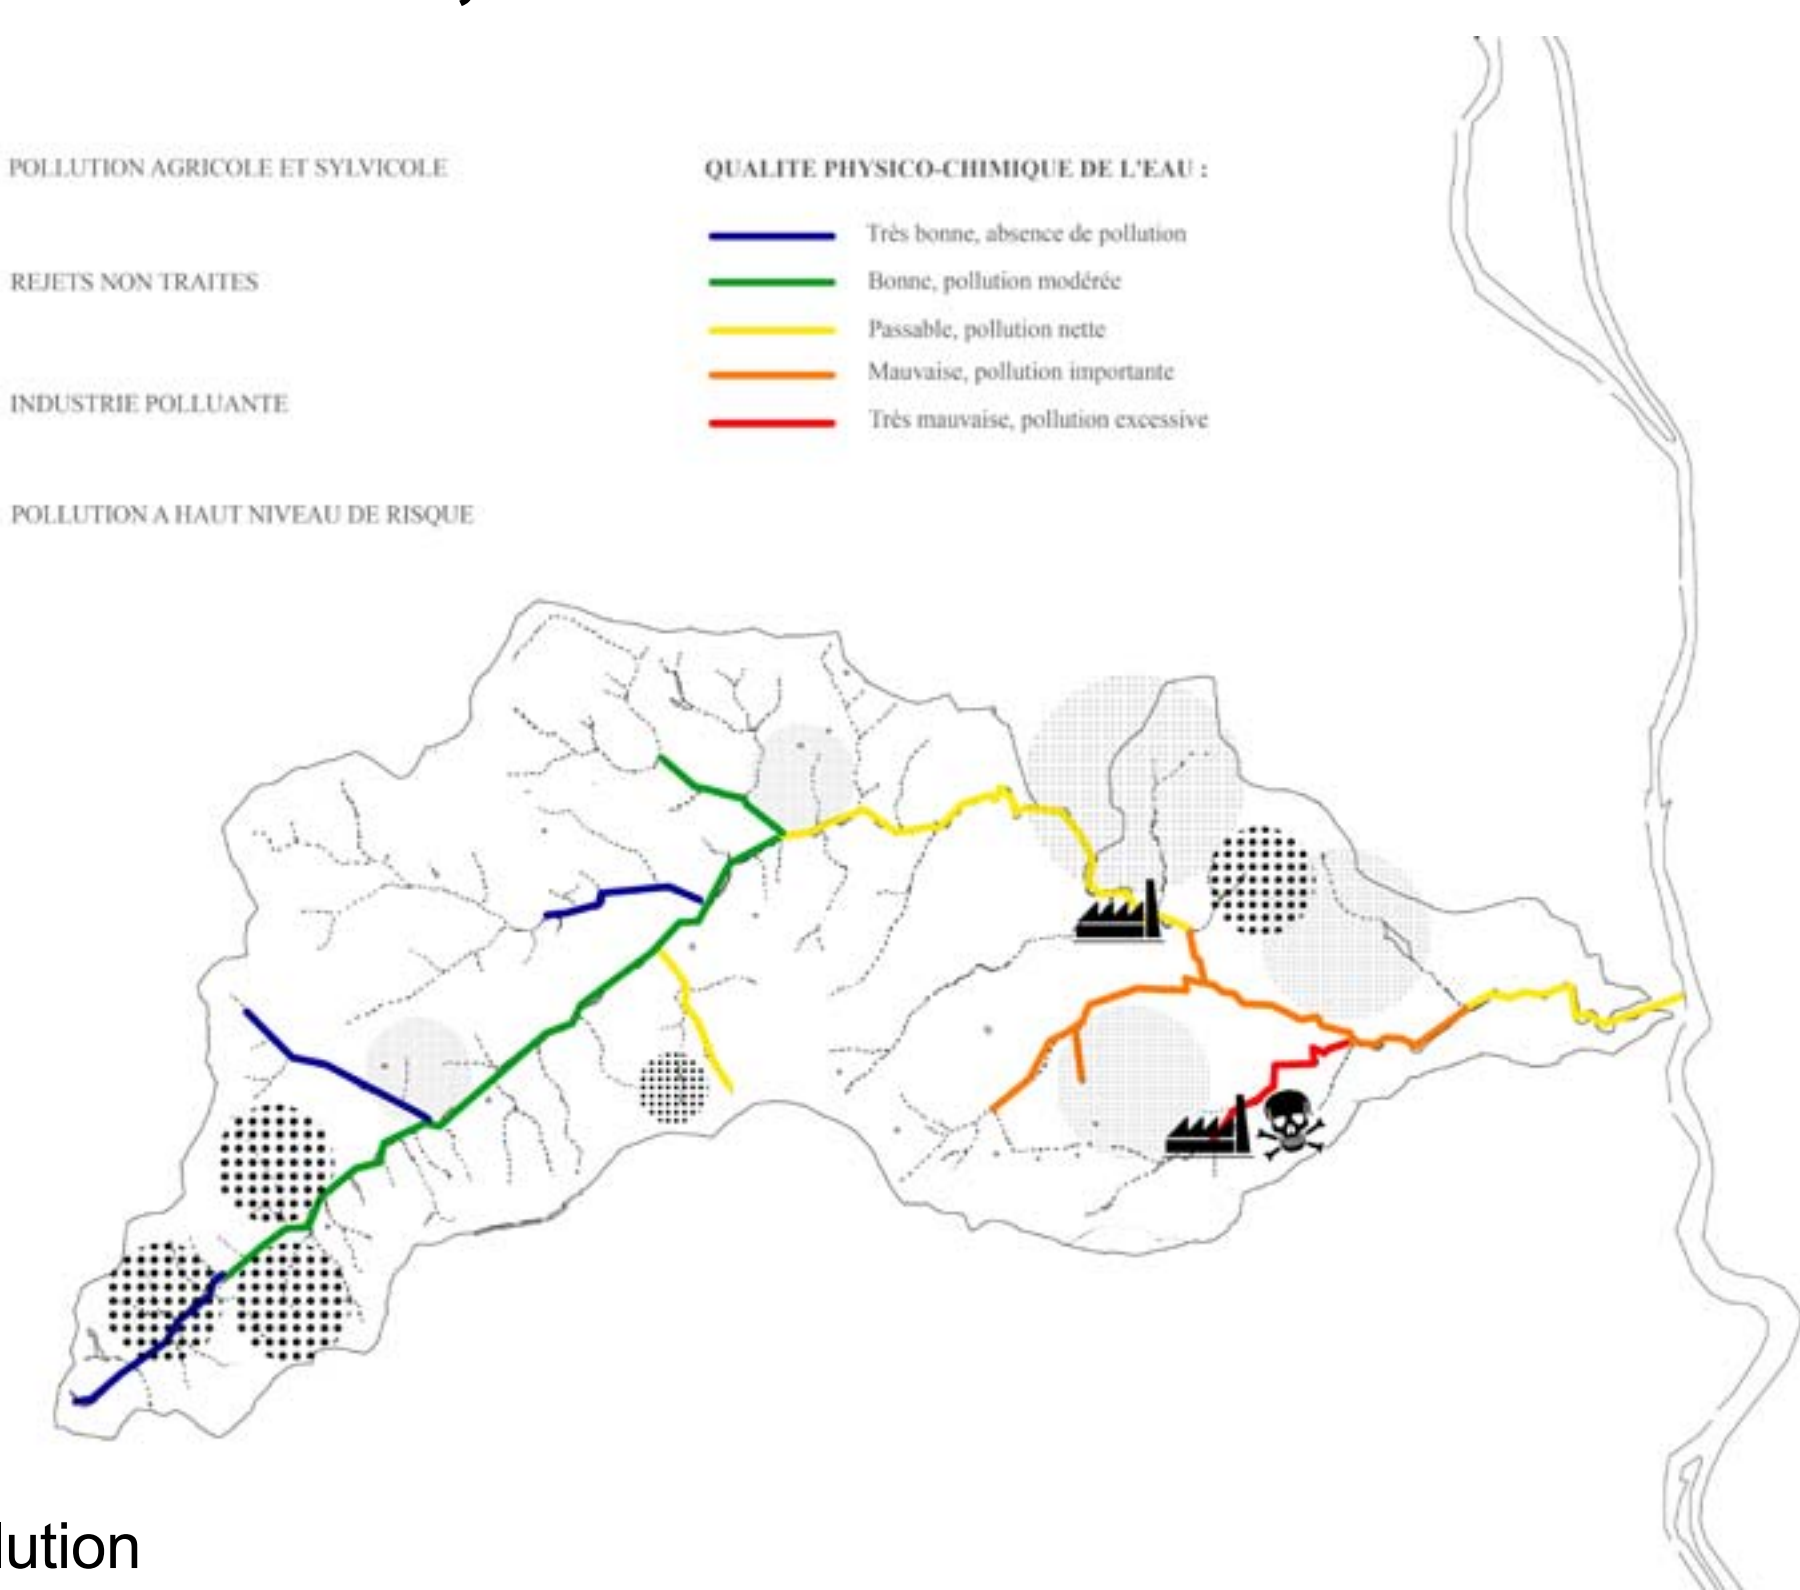 POLLUTION AGRICOLE ET SYLVICOLE
REJETS NON TRAITES
INDUSTRIE POLLUANTE
POLLUTION A HAUT NIVEAU DE RISQUE
QUALITE PHYSICO-CHIMIQUE DE L'EAU :
Très bonne, absence de pollution
Bonne, pollution modérée
Passable, pollution nette
Mauvaise, pollution importante
Très mauvaise, pollution excessive
lution